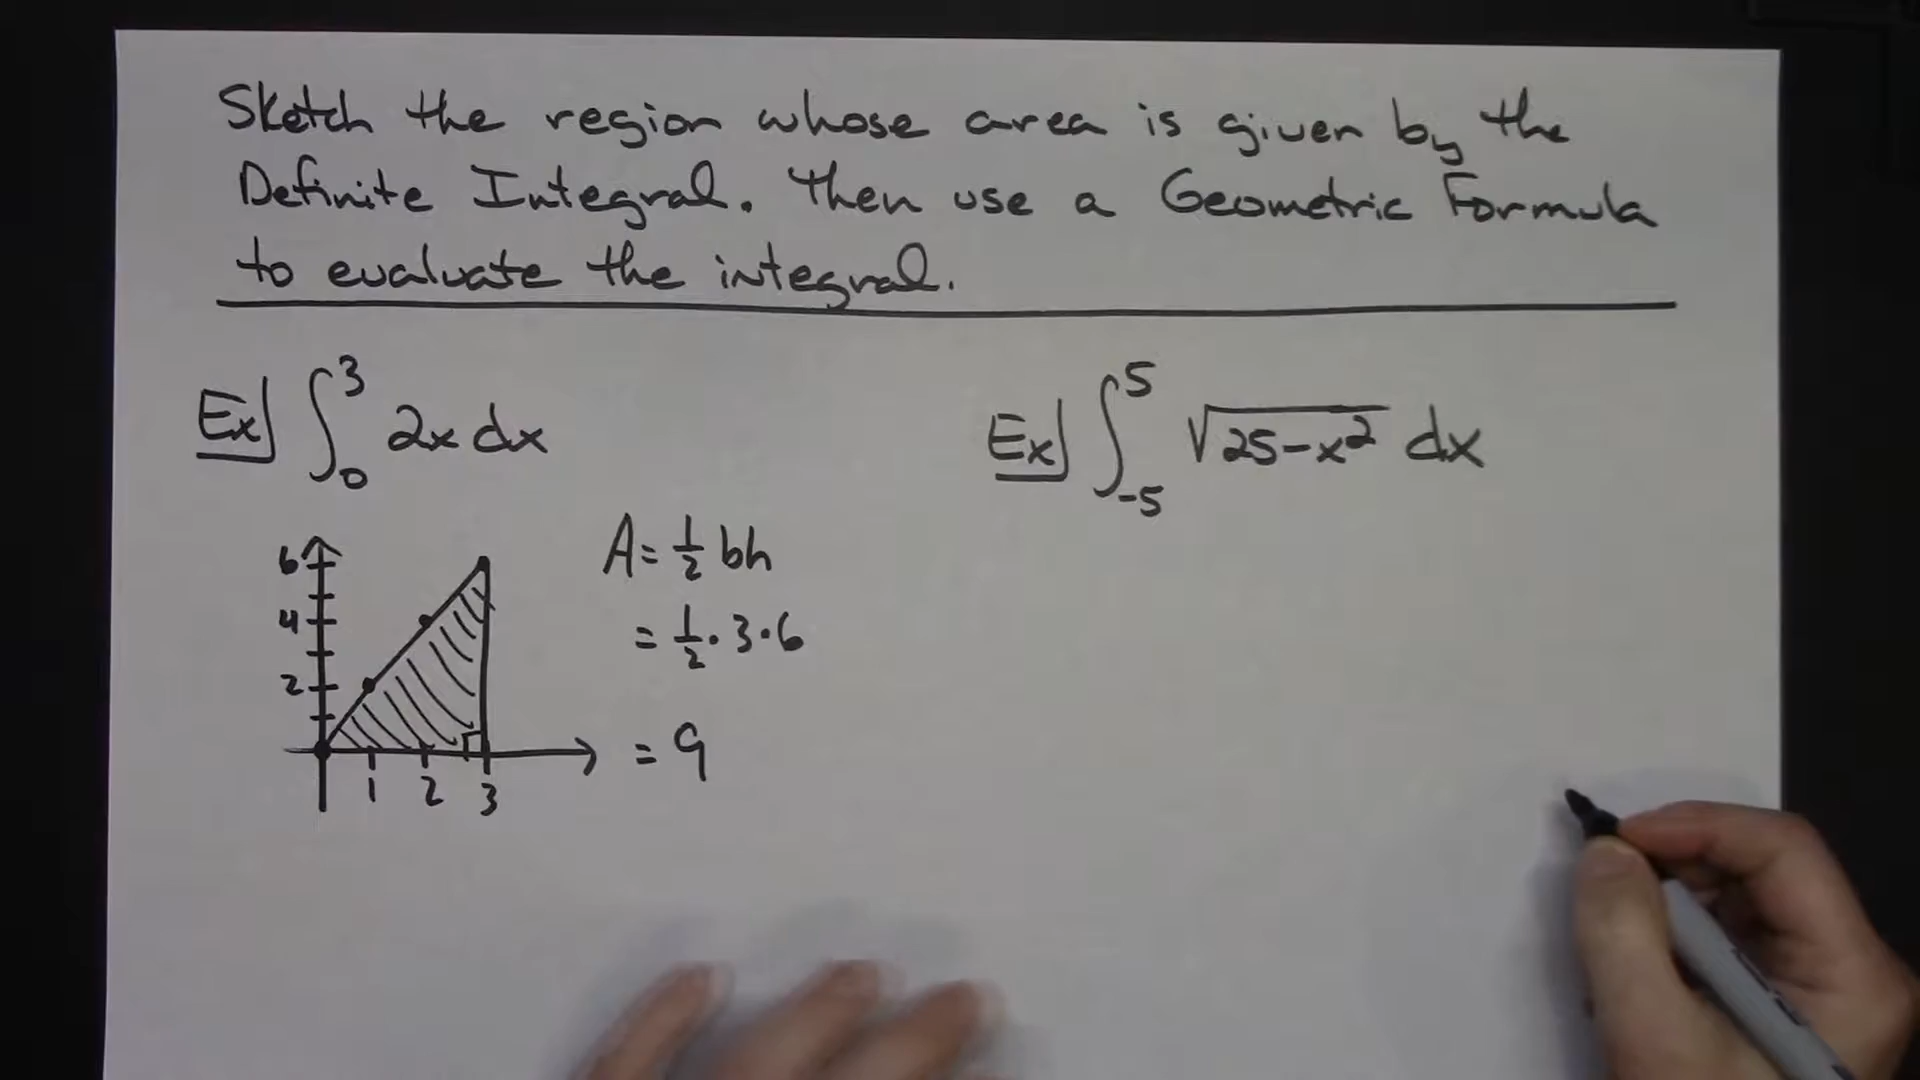 Sketch the region whose area is given by the
Definite Integral. Then use a Geometric Formula
to evaluate the integral.
Ex] ∫₀³ 2x dx
6
4
2
1 2 3
A = ½ bh
= ½ · 3 · 6
= 9
Ex] ∫₋₅⁵ √(25-x²) dx